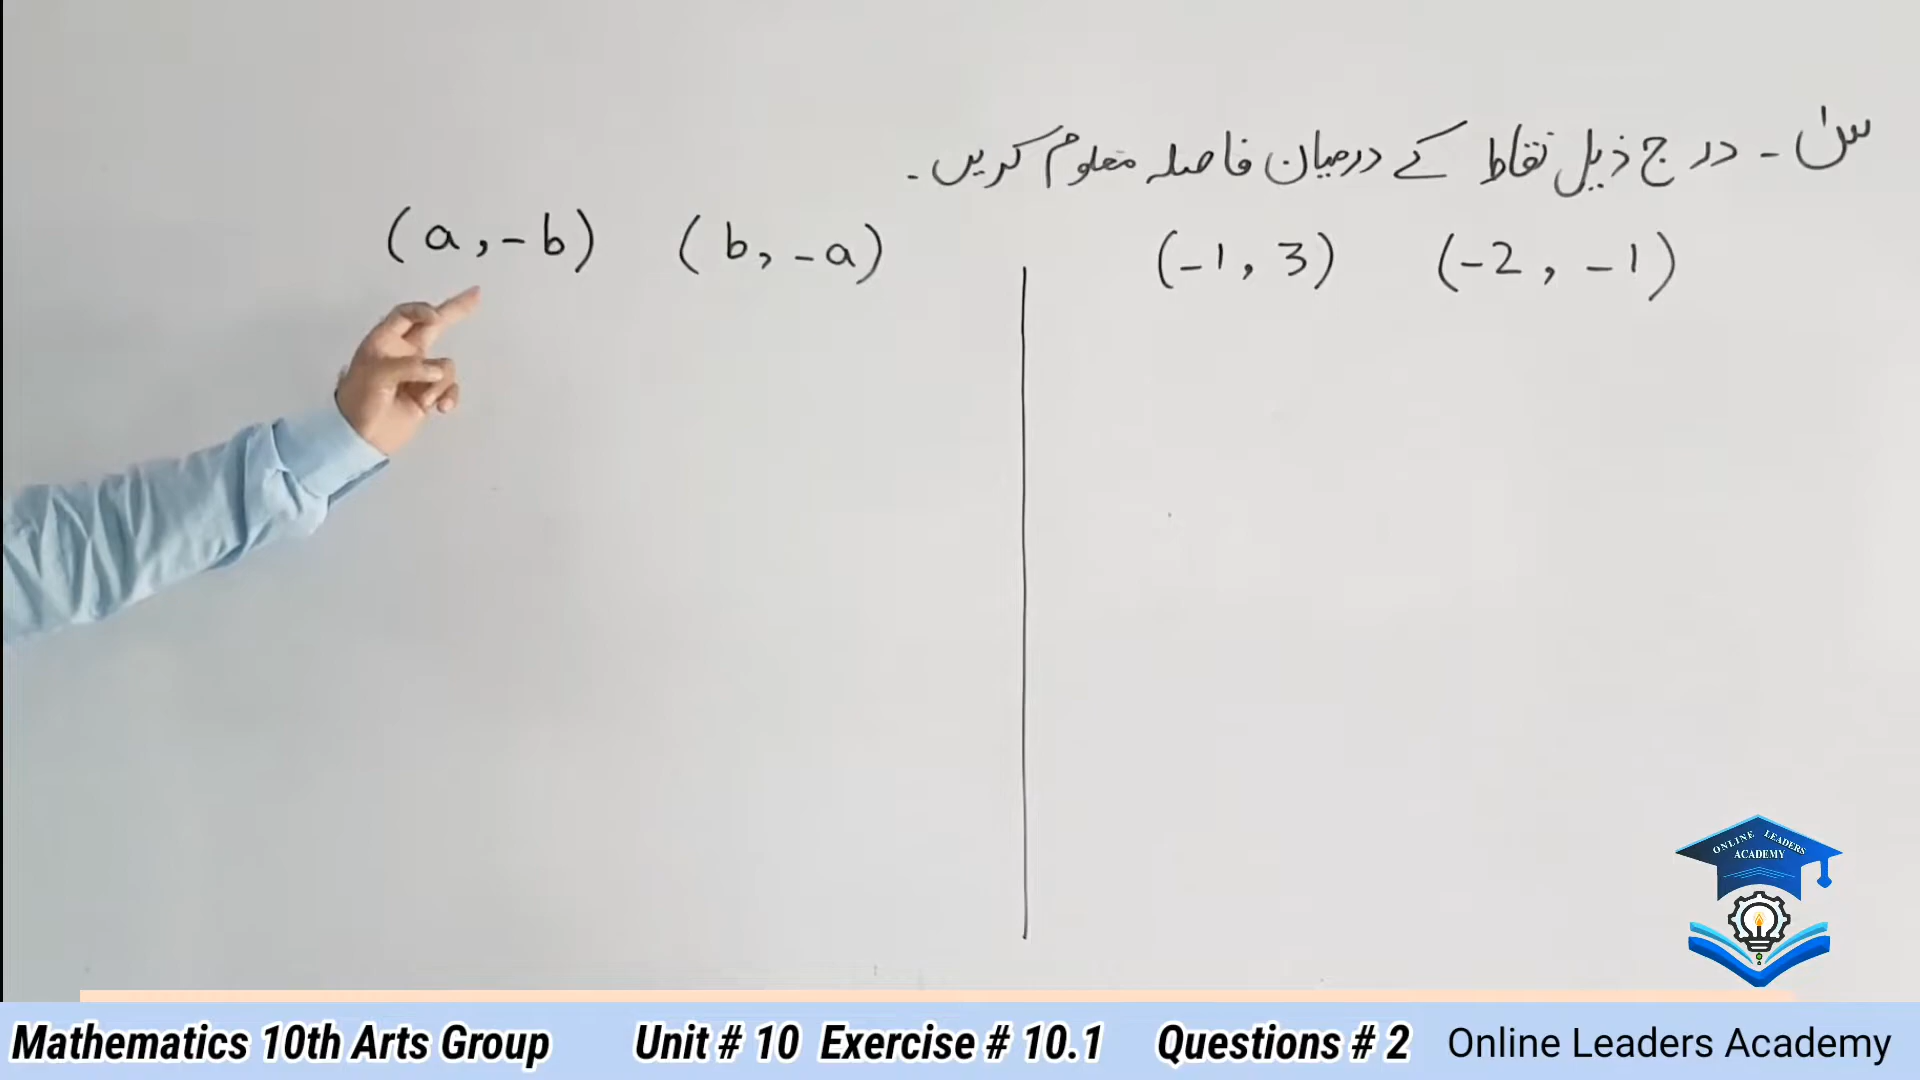 س۱۔ درج ذیل نقاط کے درمیان فاصلہ معلوم کریں۔
(a, -b) (b, -a) (-1, 3) (-2, -1)
ONLINE LEADERS
ACADEMY
Mathematics 10th Arts Group Unit # 10 Exercise # 10.1 Questions # 2 Online Leaders Academy